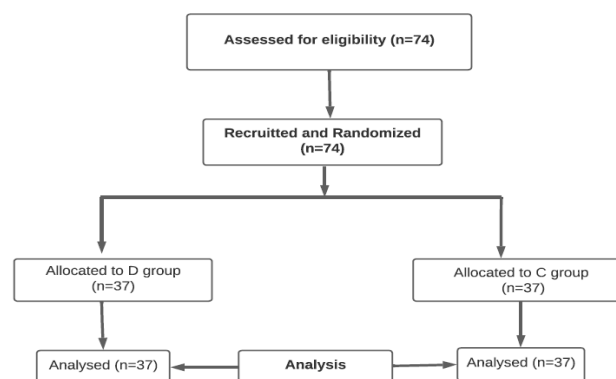 Assessed for eligibility (n=74)
Recruitted and Randomized
(n=74)
Allocated to D group
(n=37)
Allocated to C group
(n=37)
Analysed (n=37)
Analysis
Analysed (n=37)